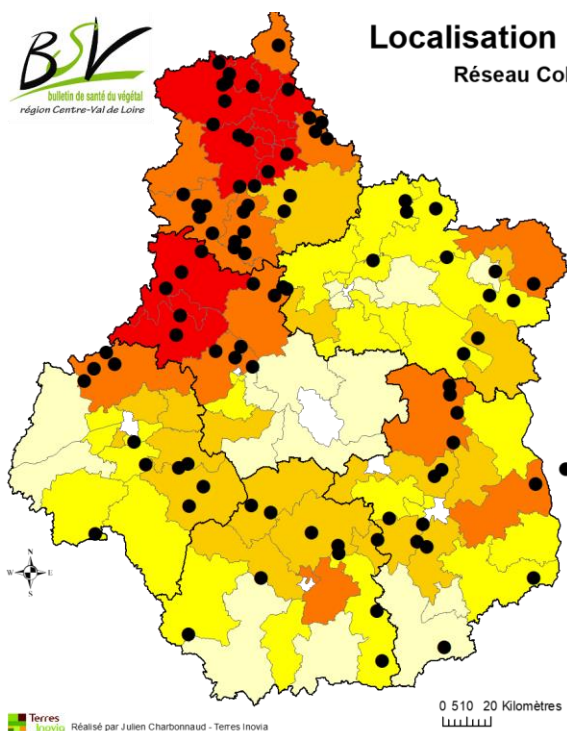 BSV
bulletin de santé du végétal
région Centre-Val de Loire
Localisation
Réseau Col
N
W E
S
0 5 10 20 Kilomètres
Terres
Inovia
Réalisé par Julien Charbonnaud - Terres Inovia